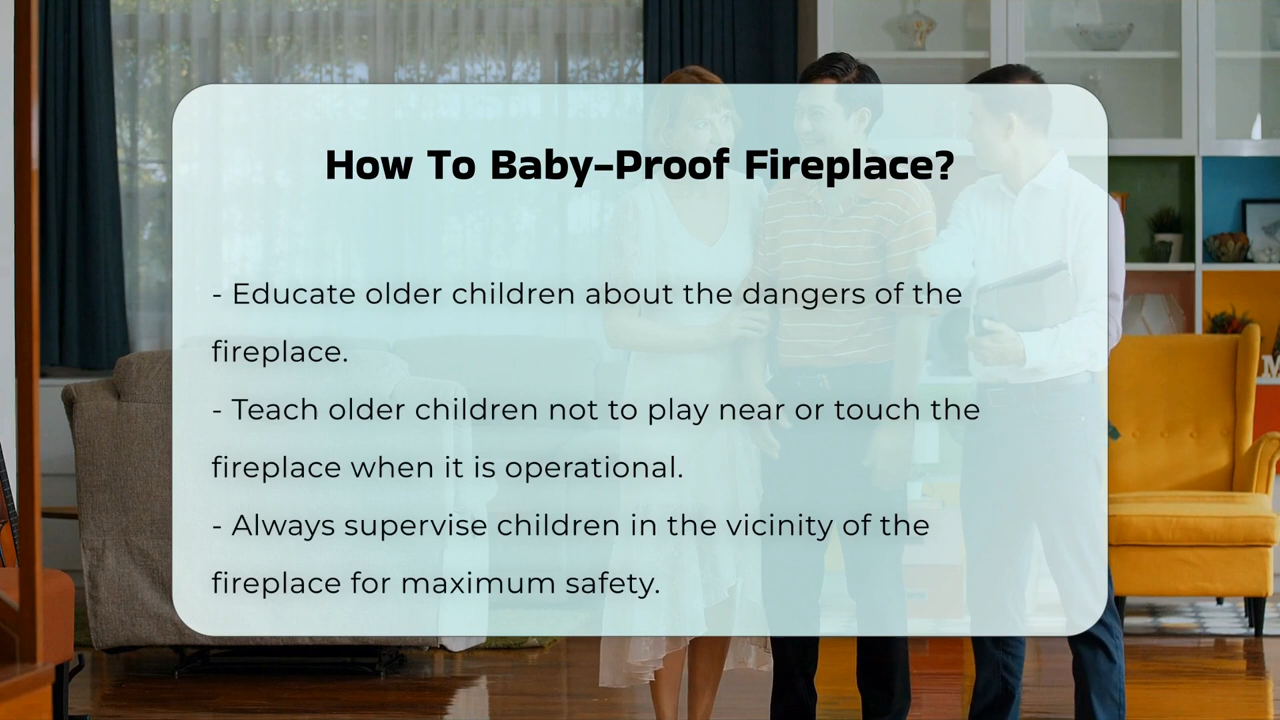 How To Baby-Proof Fireplace?
- Educate older children about the dangers of the
fireplace.
- Teach older children not to play near or touch the
fireplace when it is operational.
- Always supervise children in the vicinity of the
fireplace for maximum safety.